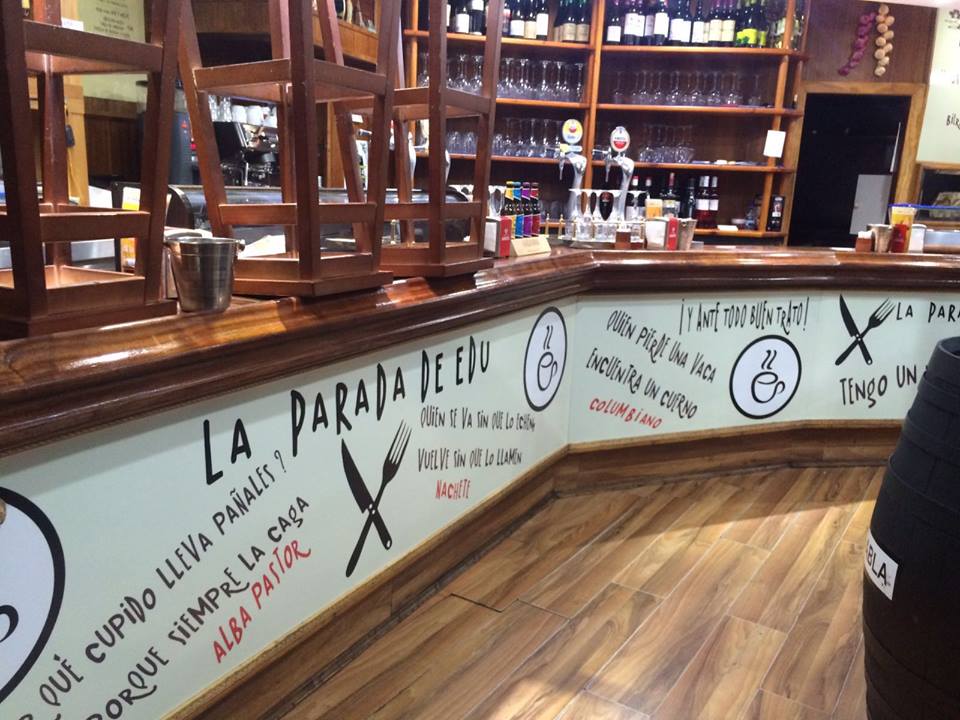 LA PARADA DE EDU
QUÉ CUPIDO LLEVA PAÑALES ?
PORQUE SIEMPRE LA CAGA
ALBA PASTOR
QUIEN SE VA SIN QUE LO ECHEN
VUELVE SIN QUE LO LLAMEN
NACHETE
¡Y ANTE TODO BUEN TRATO!
QUIEN PIERDE UNA VACA
ENCUENTRA UN CUERNO
COLUMBIANO
LA PARA
TENGO UN
BLA